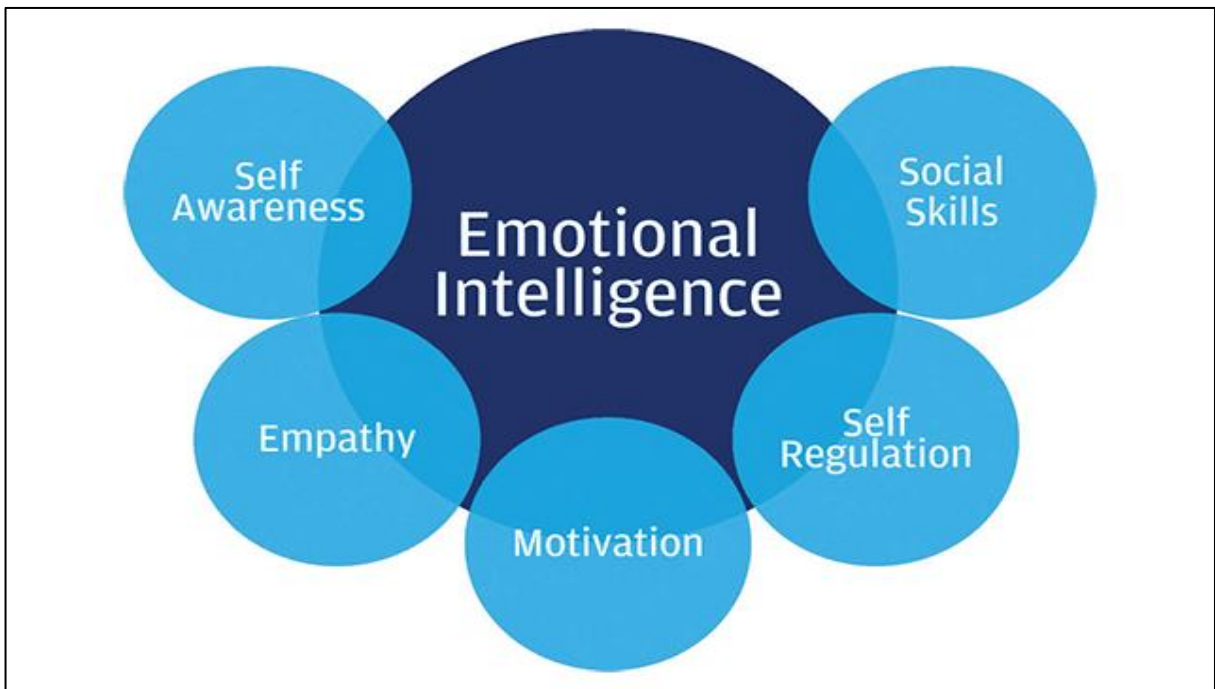 Self
Awareness
Emotional
Intelligence
Social
Skills
Empathy
Motivation
Self
Regulation